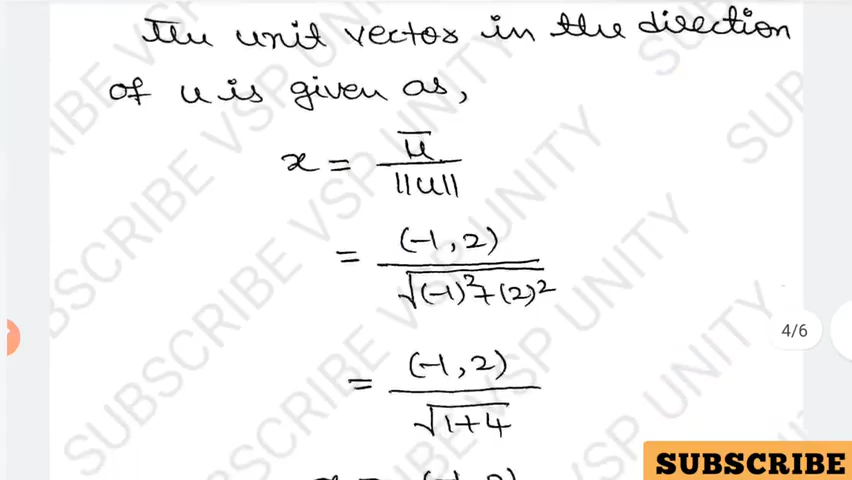 The unit vector in the direction
of u is given as,
x = ū / ||u||
= (-1, 2) / √(-1)²+(2)²
= (-1, 2) / √1+4
4/6
SUBSCRIBE
SUBSCRIBE VSP UNITY